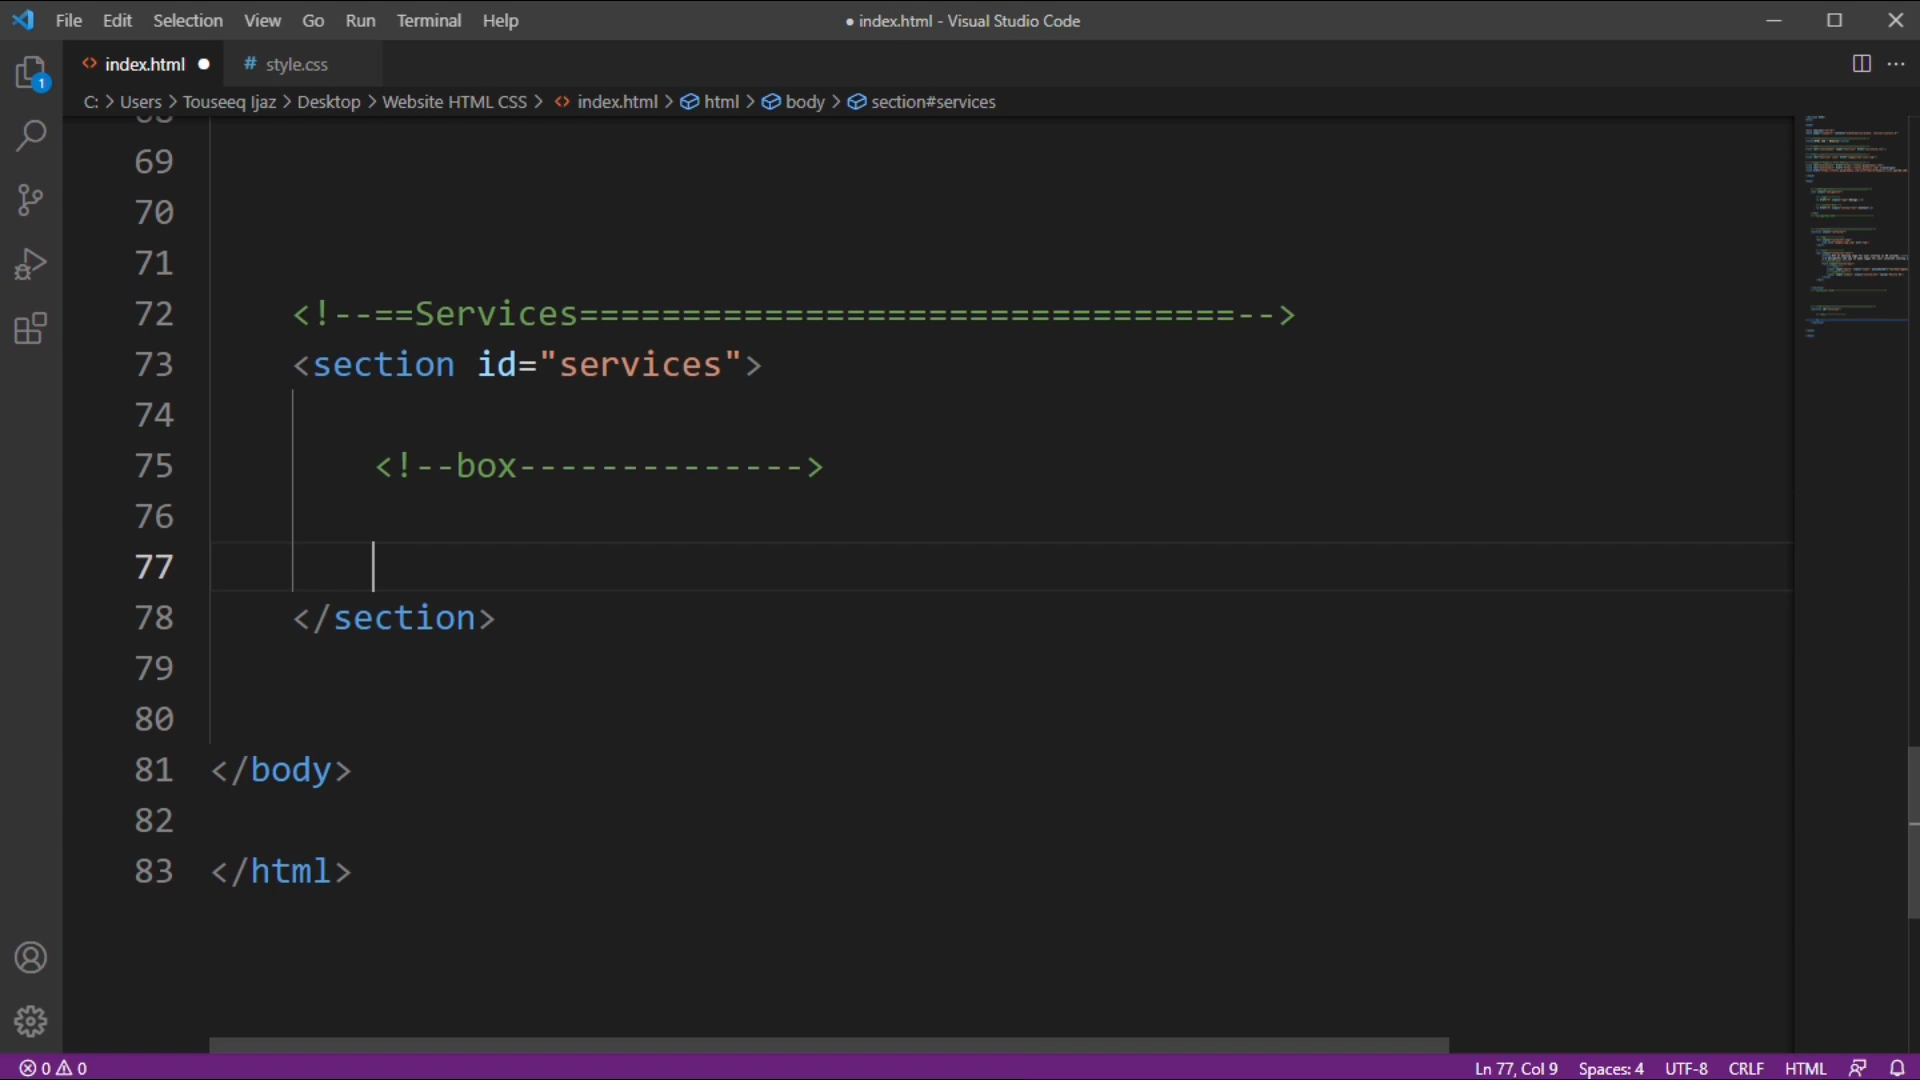 File Edit Selection View Go Run Terminal Help
● index.html - Visual Studio Code
<> index.html ●
# style.css
C: > Users > Touseeq Ijaz > Desktop > Website HTML CSS > <> index.html > html > body > section#services
1
69
70
71
72 <!--==Services================================-->
73 <section id="services">
74
75 <!--box-------------->
76
77
78 </section>
79
80
81 </body>
82
83 </html>
0 0
Ln 77, Col 9 Spaces: 4 UTF-8 CRLF HTML